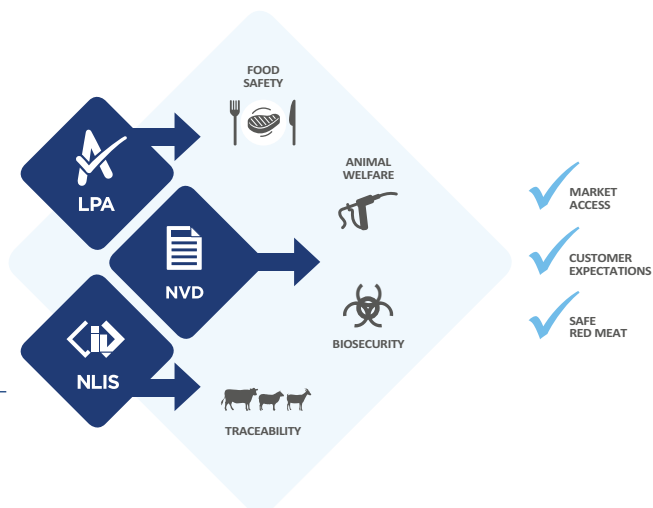 FOOD
SAFETY
LPA
ANIMAL
WELFARE
MARKET
ACCESS
NVD
CUSTOMER
EXPECTATIONS
BIOSECURITY
SAFE
RED MEAT
NLIS
TRACEABILITY